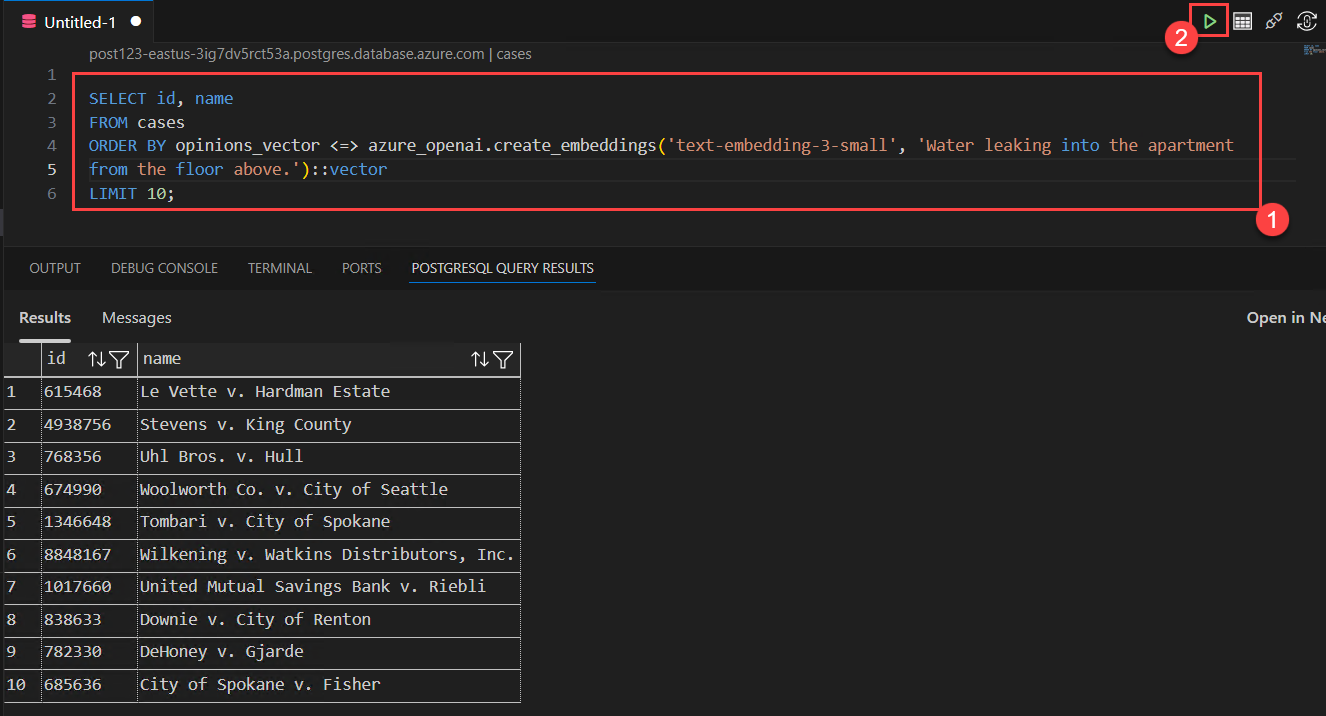 Untitled-1
2
post123-eastus-3ig7dv5rct53a.postgres.database.azure.com | cases
1
2 SELECT id, name
3 FROM cases
4 ORDER BY opinions_vector <=> azure_openai.create_embeddings('text-embedding-3-small', 'Water leaking into the apartment
5 from the floor above.')::vector
6 LIMIT 10;
1
OUTPUT DEBUG CONSOLE TERMINAL PORTS POSTGRESQL QUERY RESULTS
Results Messages Open in Ne
id name
1 615468 Le Vette v. Hardman Estate
2 4938756 Stevens v. King County
3 768356 Uhl Bros. v. Hull
4 674990 Woolworth Co. v. City of Seattle
5 1346648 Tombari v. City of Spokane
6 8848167 Wilkening v. Watkins Distributors, Inc.
7 1017660 United Mutual Savings Bank v. Riebli
8 838633 Downie v. City of Renton
9 782330 DeHoney v. Gjarde
10 685636 City of Spokane v. Fisher